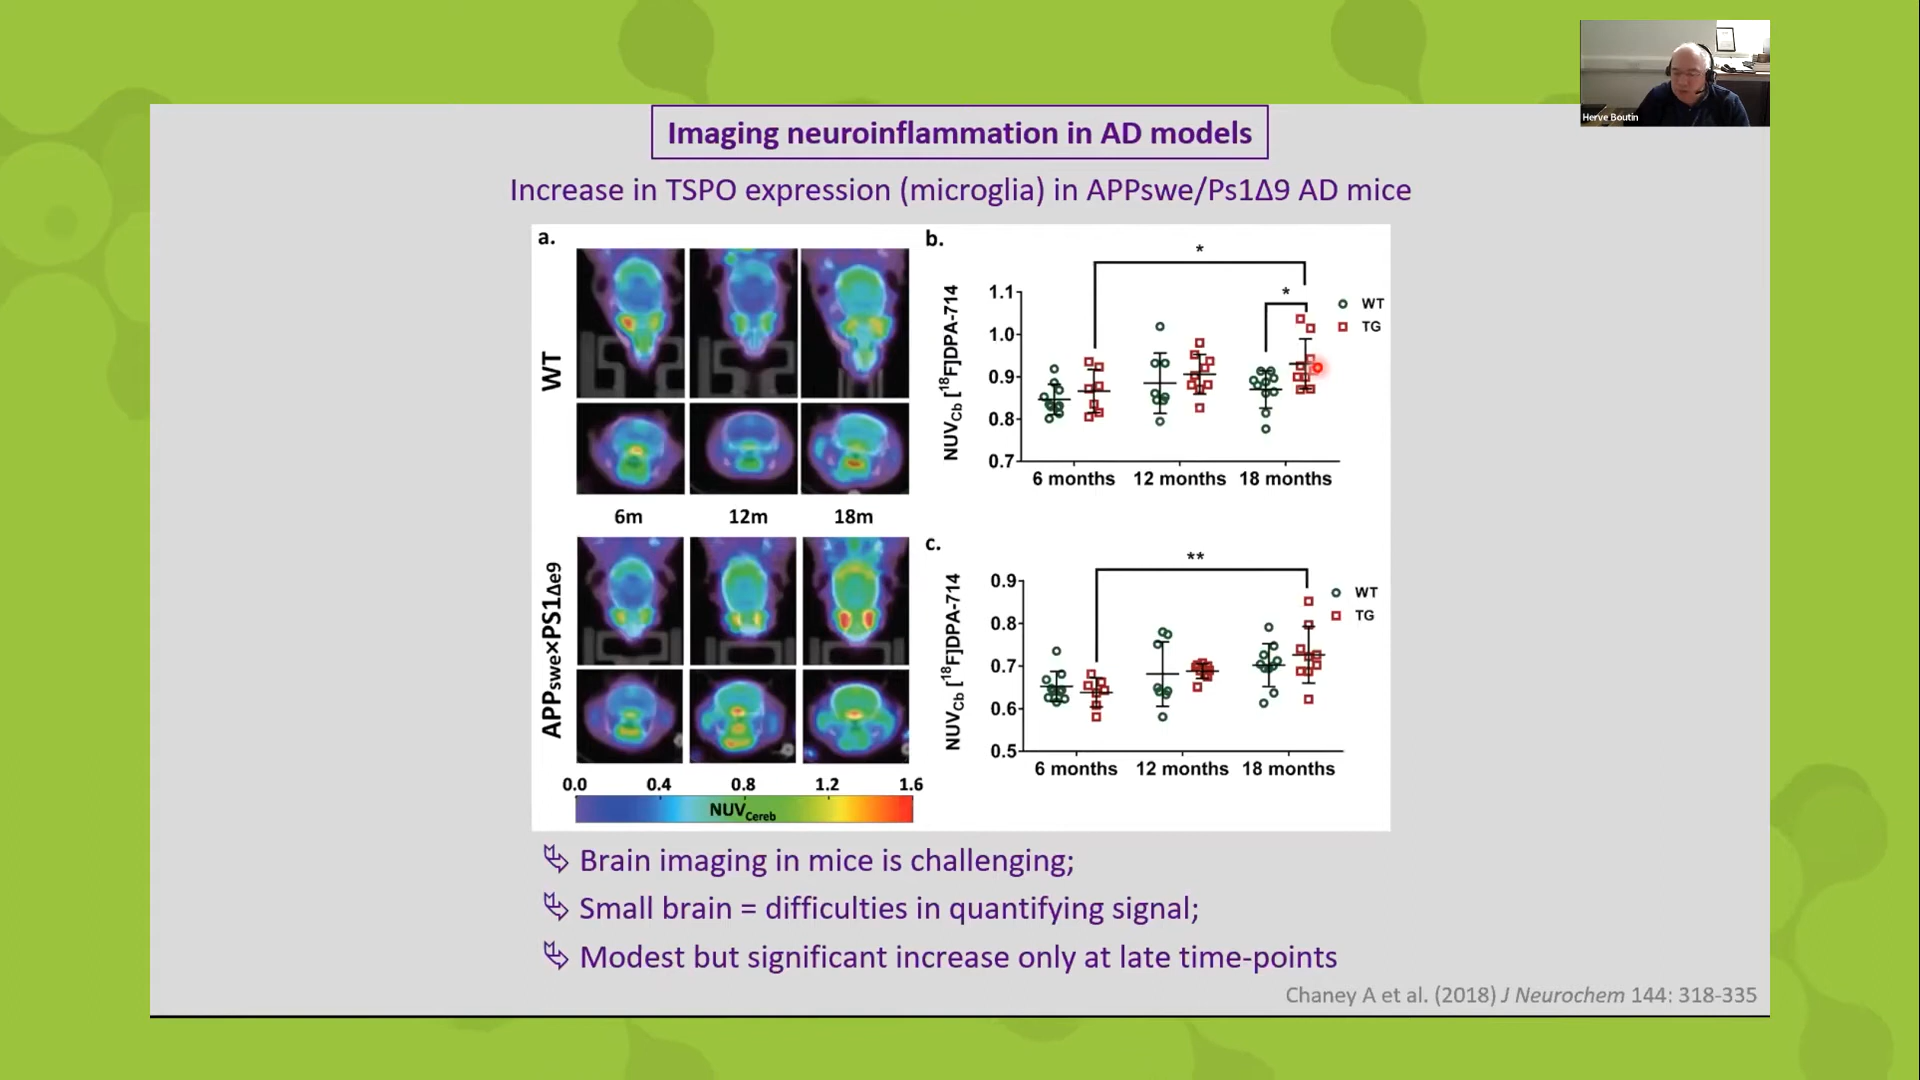 Herve Boutin
Imaging neuroinflammation in AD models
Increase in TSPO expression (microglia) in APPswe/Ps1Δ9 AD mice
a.
WT
6m 12m 18m
APPswe×PS1Δe9
0.0 0.4 0.8 1.2 1.6
NUVCereb
b.
*
*
NUVCb [18F]DPA-714
1.1
1.0
0.9
0.8
0.7
WT
TG
6 months 12 months 18 months
c.
**
NUVCb [18F]DPA-714
0.9
0.8
0.7
0.6
0.5
WT
TG
6 months 12 months 18 months
Brain imaging in mice is challenging;
Small brain = difficulties in quantifying signal;
Modest but significant increase only at late time-points
Chaney A et al. (2018) J Neurochem 144: 318-335